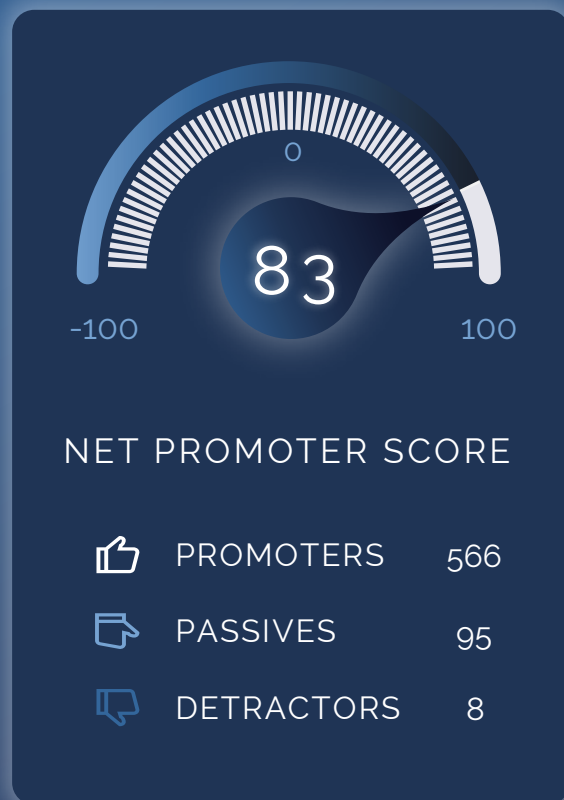 0
83
-100 100
NET PROMOTER SCORE
PROMOTERS 566
PASSIVES 95
DETRACTORS 8